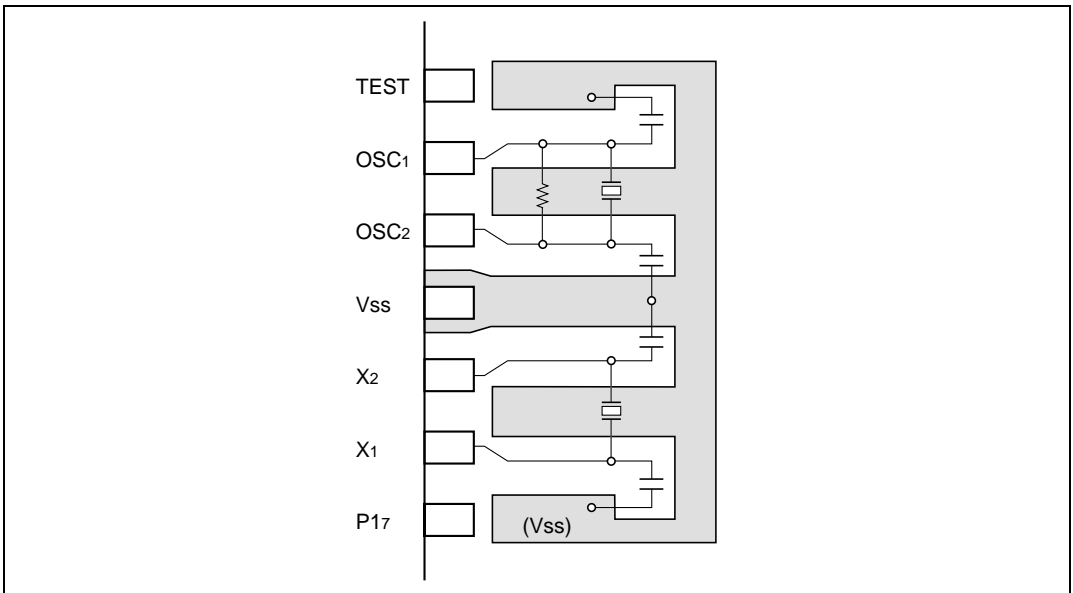 TEST
OSC1
OSC2
Vss
X2
X1
P17
(Vss)